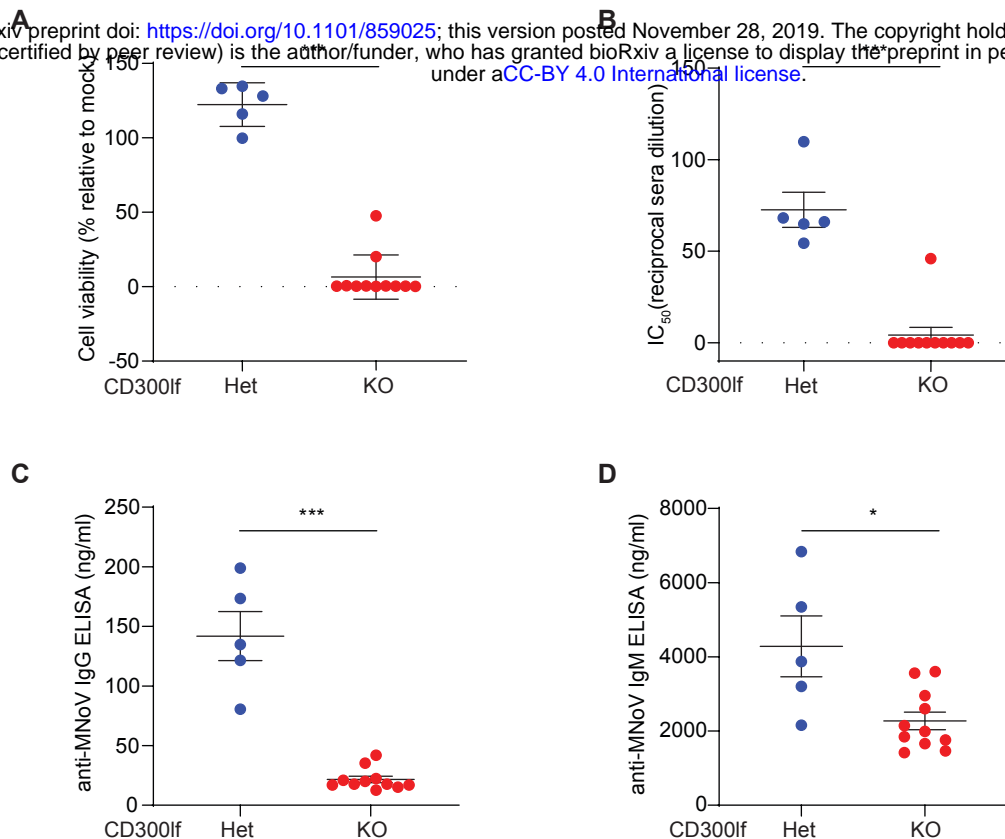 xiv preprint doi: https://doi.org/10.1101/859025; this version posted November 28, 2019. The copyright hold
certified by peer review) is the author/funder, who has granted bioRxiv a license to display this preprint in pe
under aCC-BY 4.0 International license.
A
***
Cell viability (% relative to mock)
150
100
50
0
-50
CD300lf
Het
KO
B
***
IC50(reciprocal sera dilution)
150
100
50
0
CD300lf
Het
KO
C
***
anti-MNoV IgG ELISA (ng/ml)
250
200
150
100
50
0
CD300lf
Het
KO
D
*
anti-MNoV IgM ELISA (ng/ml)
8000
6000
4000
2000
0
CD300lf
Het
KO